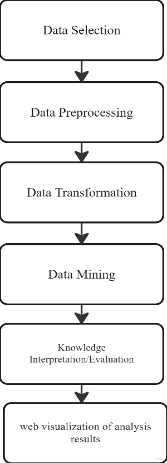 Data Selection
Data Preprocessing
Data Transformation
Data Mining
Knowledge
Interpretation/Evaluation
web visualization of analysis
results